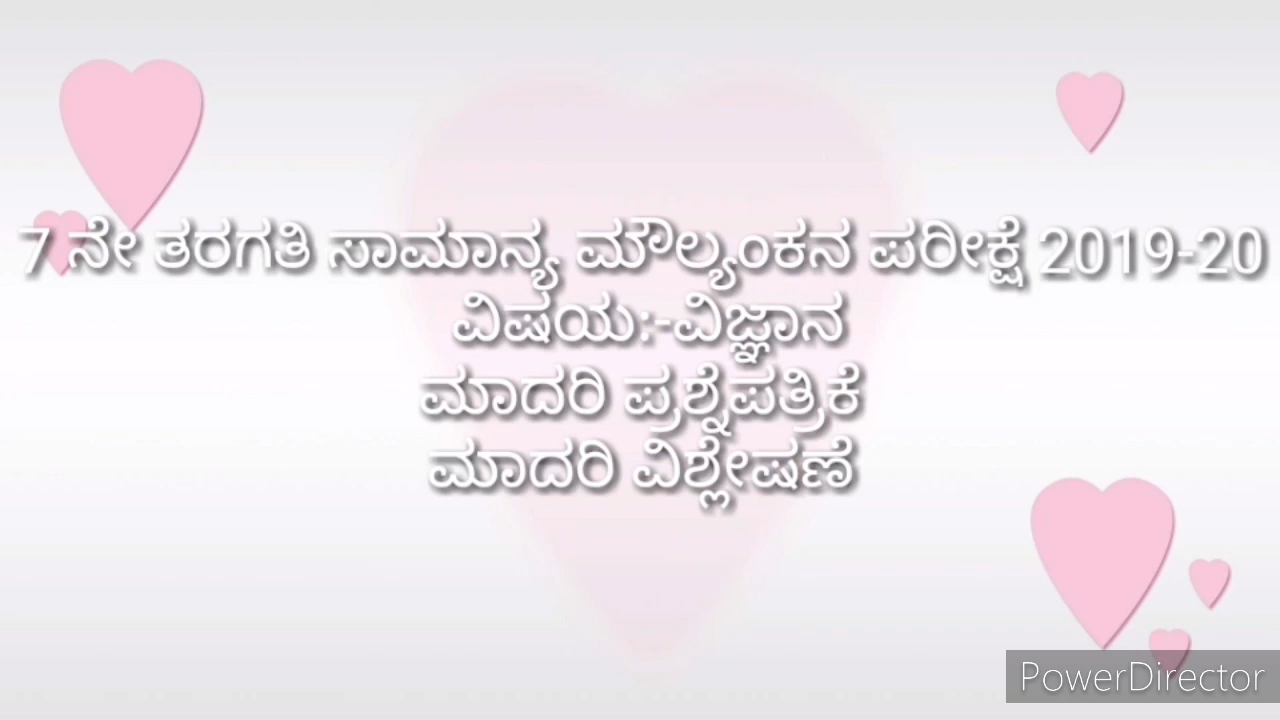 7 ನೇ ತರಗತಿ ಸಾಮಾನ್ಯ ಮೌಲ್ಯಂಕನ ಪರೀಕ್ಷೆ 2019-20
ವಿಷಯ:-ವಿಜ್ಞಾನ
ಮಾದರಿ ಪ್ರಶ್ನೆಪತ್ರಿಕೆ
ಮಾದರಿ ವಿಶ್ಲೇಷಣೆ
PowerDirector